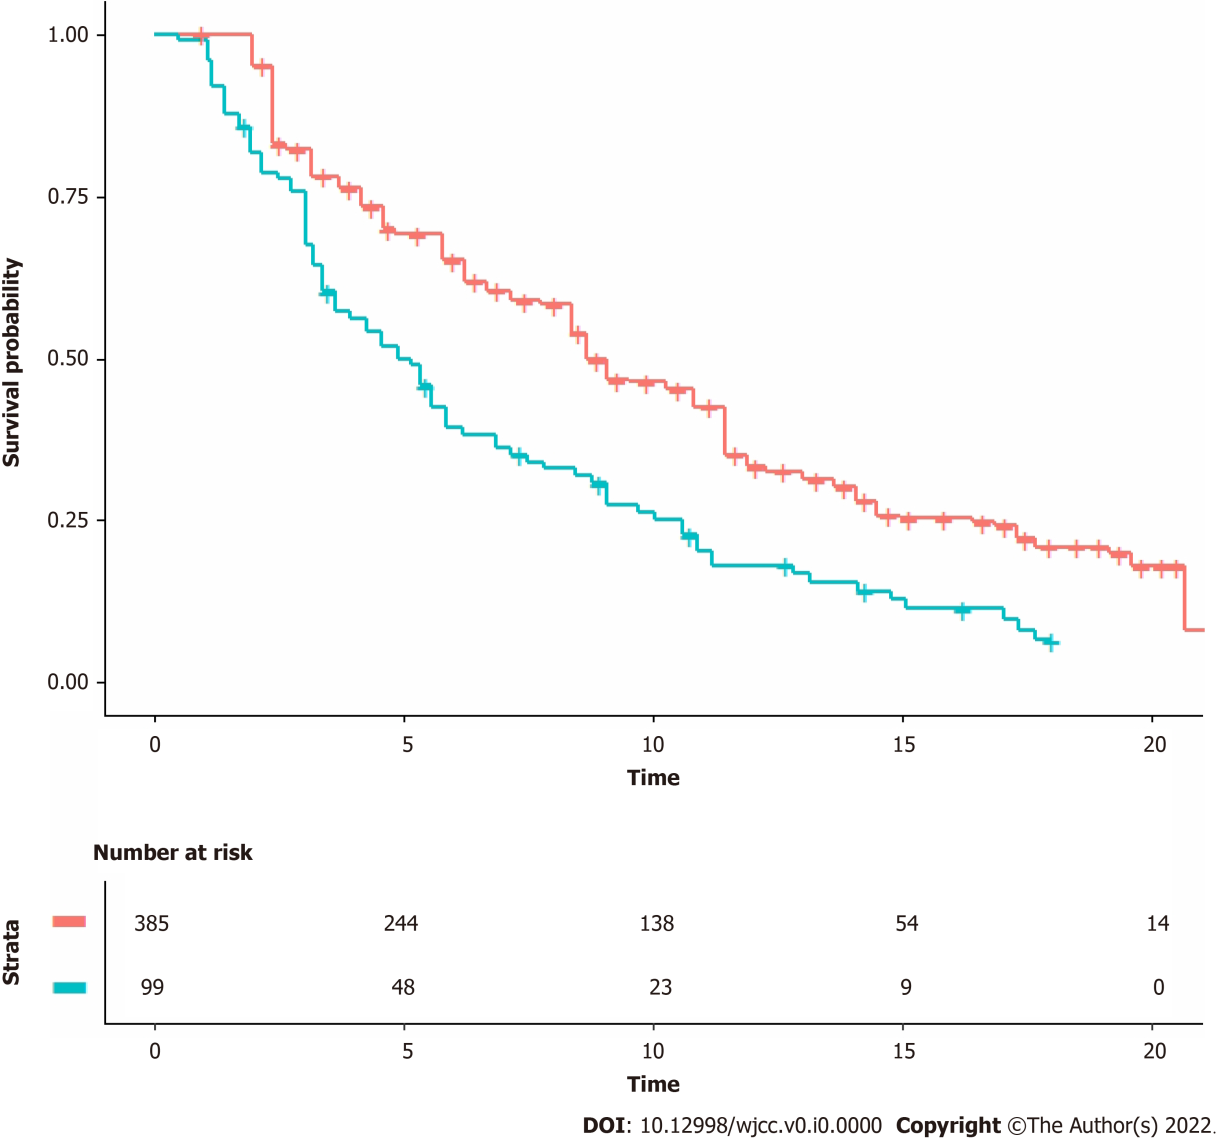 1.00
0.75
0.50
0.25
0.00
Survival probability
0 5 10 15 20
Time
Number at risk
Strata
385 244 138 54 14
99 48 23 9 0
0 5 10 15 20
Time
DOI: 10.12998/wjcc.v0.i0.0000 Copyright ©The Author(s) 2022.